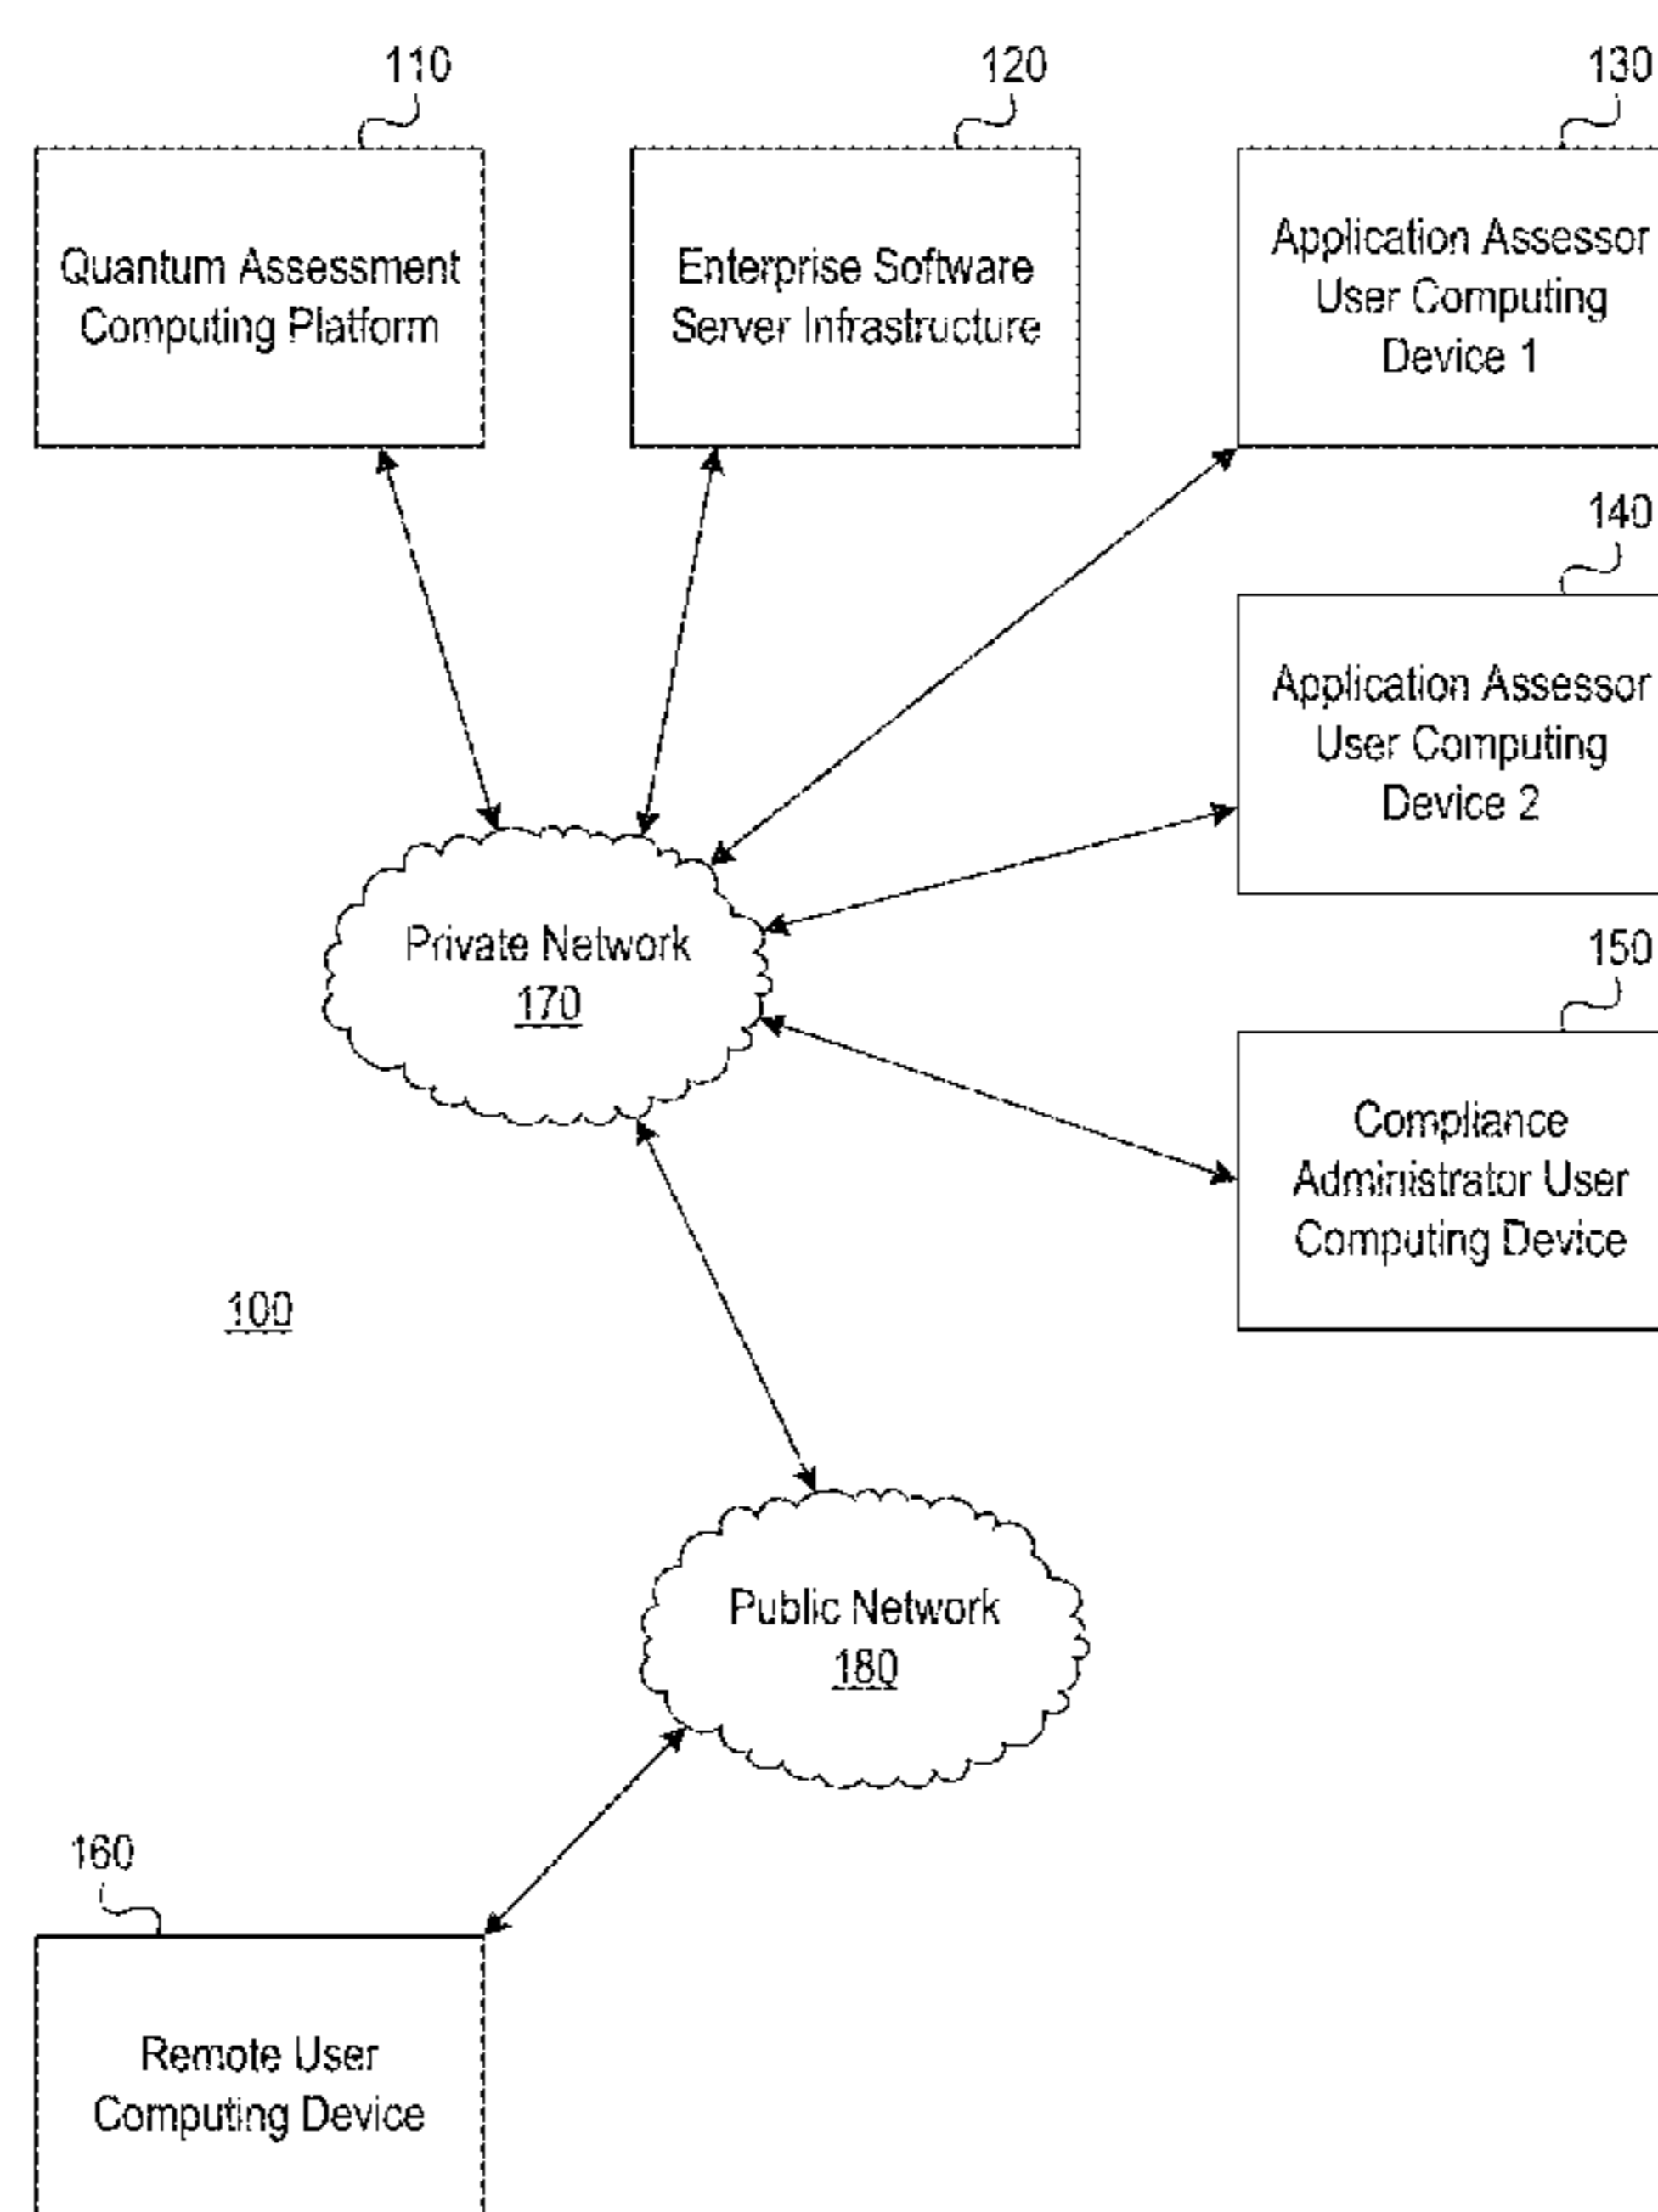 110
120
130
Quantum Assessment
Computing Platform
Enterprise Software
Server Infrastructure
Application Assessor
User Computing
Device 1
140
Application Assessor
User Computing
Device 2
Private Network
170
150
Compliance
Administrator User
Computing Device
100
Public Network
180
160
Remote User
Computing Device